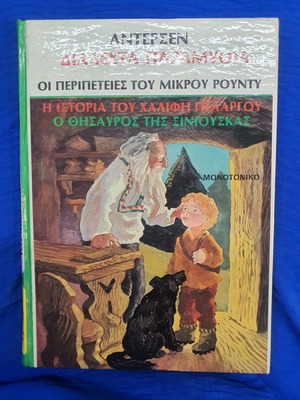 ΑΝΤΕΡΣΕΝ
ΔΙΑΛΕΧΤΑ ΠΑΡΑΜΥΘΙΑ
ΟΙ ΠΕΡΙΠΕΤΕΙΕΣ ΤΟΥ ΜΙΚΡΟΥ ΡΟΥΝΤΥ
Η ΙΣΤΟΡΙΑ ΤΟΥ ΧΑΛΙΦΗ ΠΕΛΑΡΓΟΥ
Ο ΘΗΣΑΥΡΟΣ ΤΗΣ ΣΙΝΙΟΥΣΚΑΣ
ΜΟΝΟΤΟΝΙΚΟ